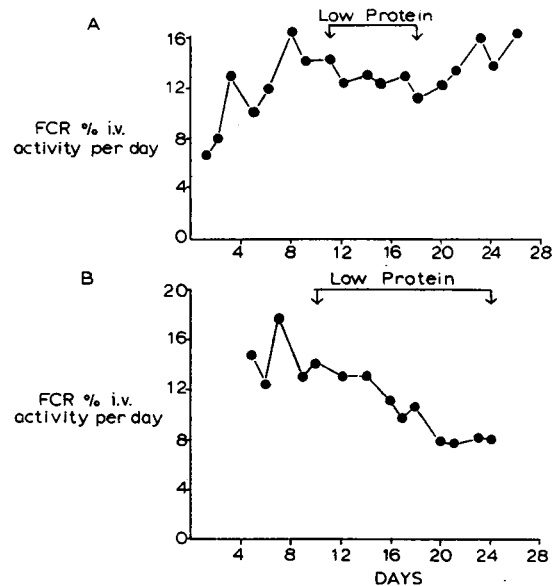 A
Low Protein
16
12
FCR % i.v.
activity per day
8
4
0
4 8 12 16 20 24 28
B
Low Protein
20
16
12
FCR % i.v.
activity per day
8
4
0
4 8 12 16 20 24 28
DAYS